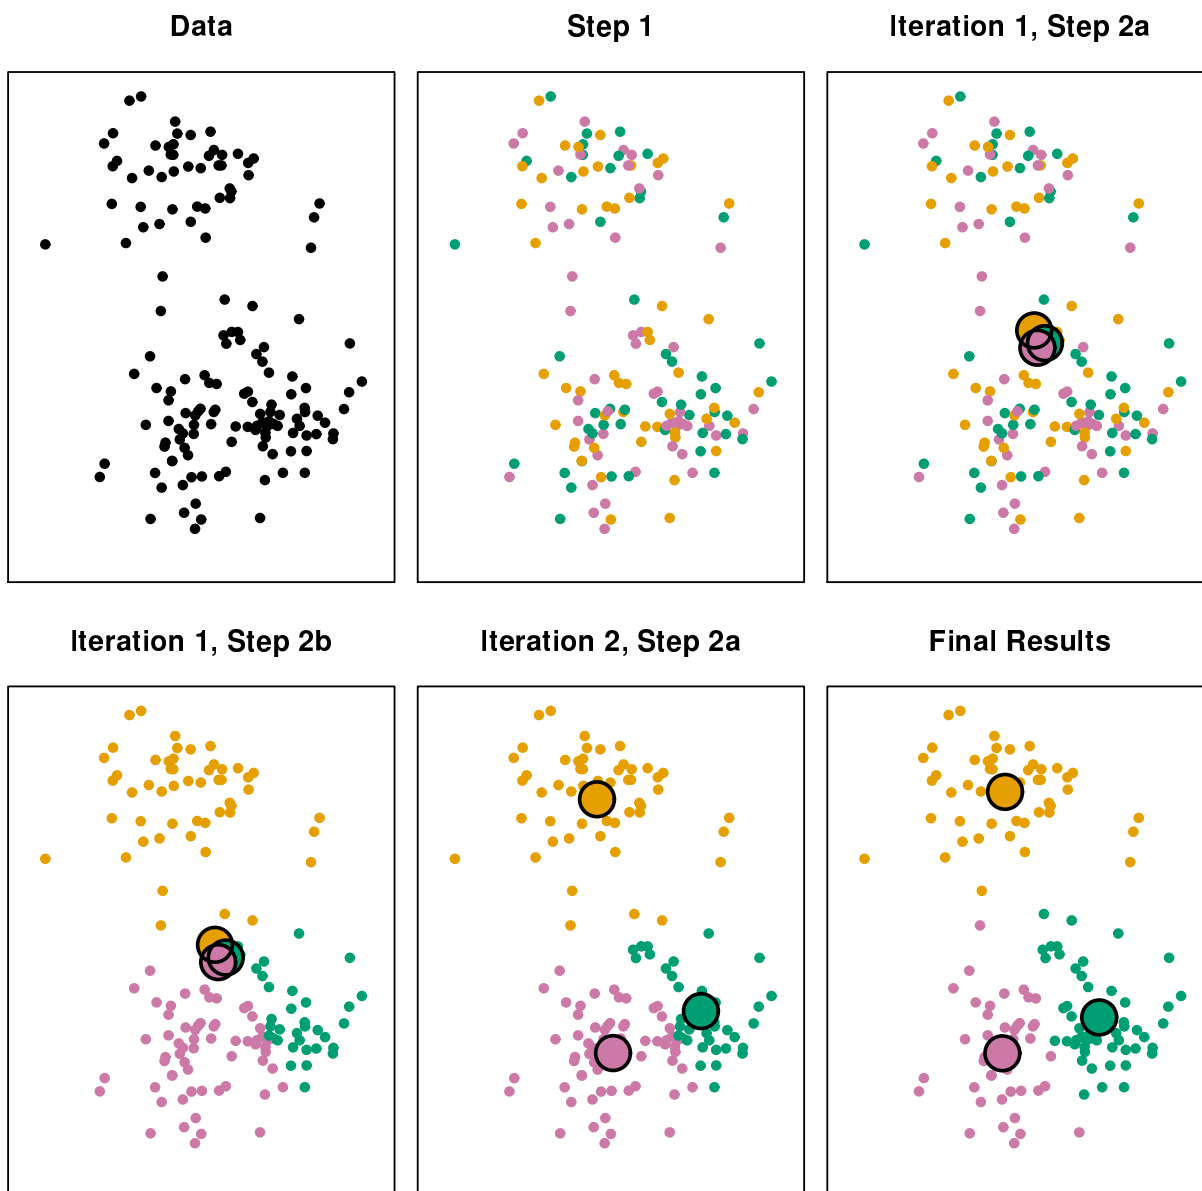 Data
Step 1
Iteration 1, Step 2a
Iteration 1, Step 2b
Iteration 2, Step 2a
Final Results